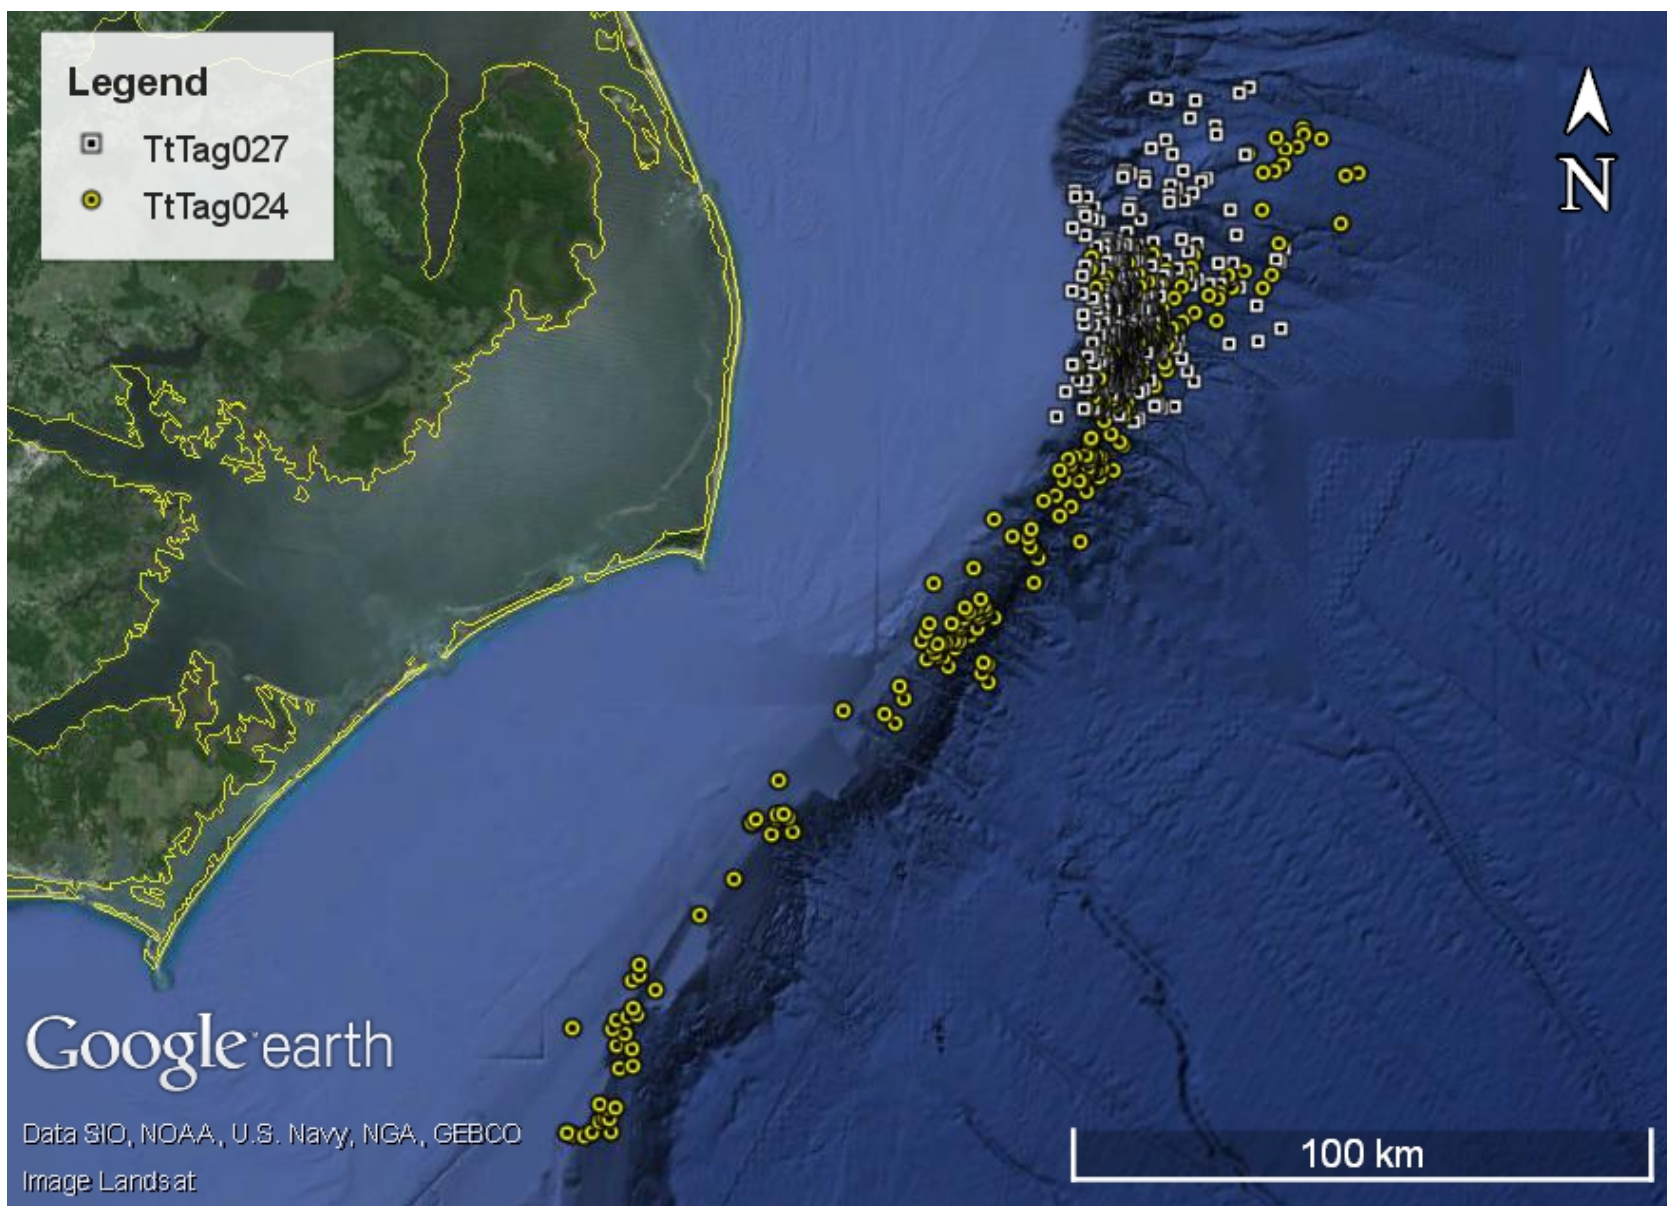 Legend
TtTag027
TtTag024
N
Google earth
Data SIO, NOAA, U.S. Navy, NGA, GEBCO
Image Landsat
100 km